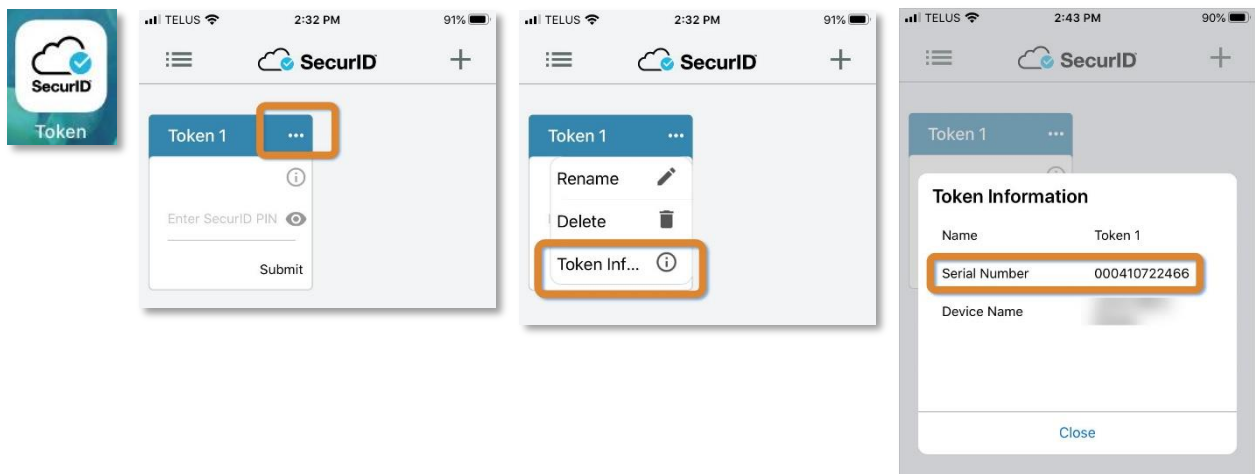 SecurID
Token
TELUS 2:32 PM 91%
SecurID
Token 1 ...
Enter SecurID PIN
Submit
TELUS 2:32 PM 91%
SecurID
Token 1 ...
Rename
Delete
Token Inf...
TELUS 2:43 PM 90%
SecurID
Token 1 ...
Token Information
Name Token 1
Serial Number 000410722466
Device Name
Close